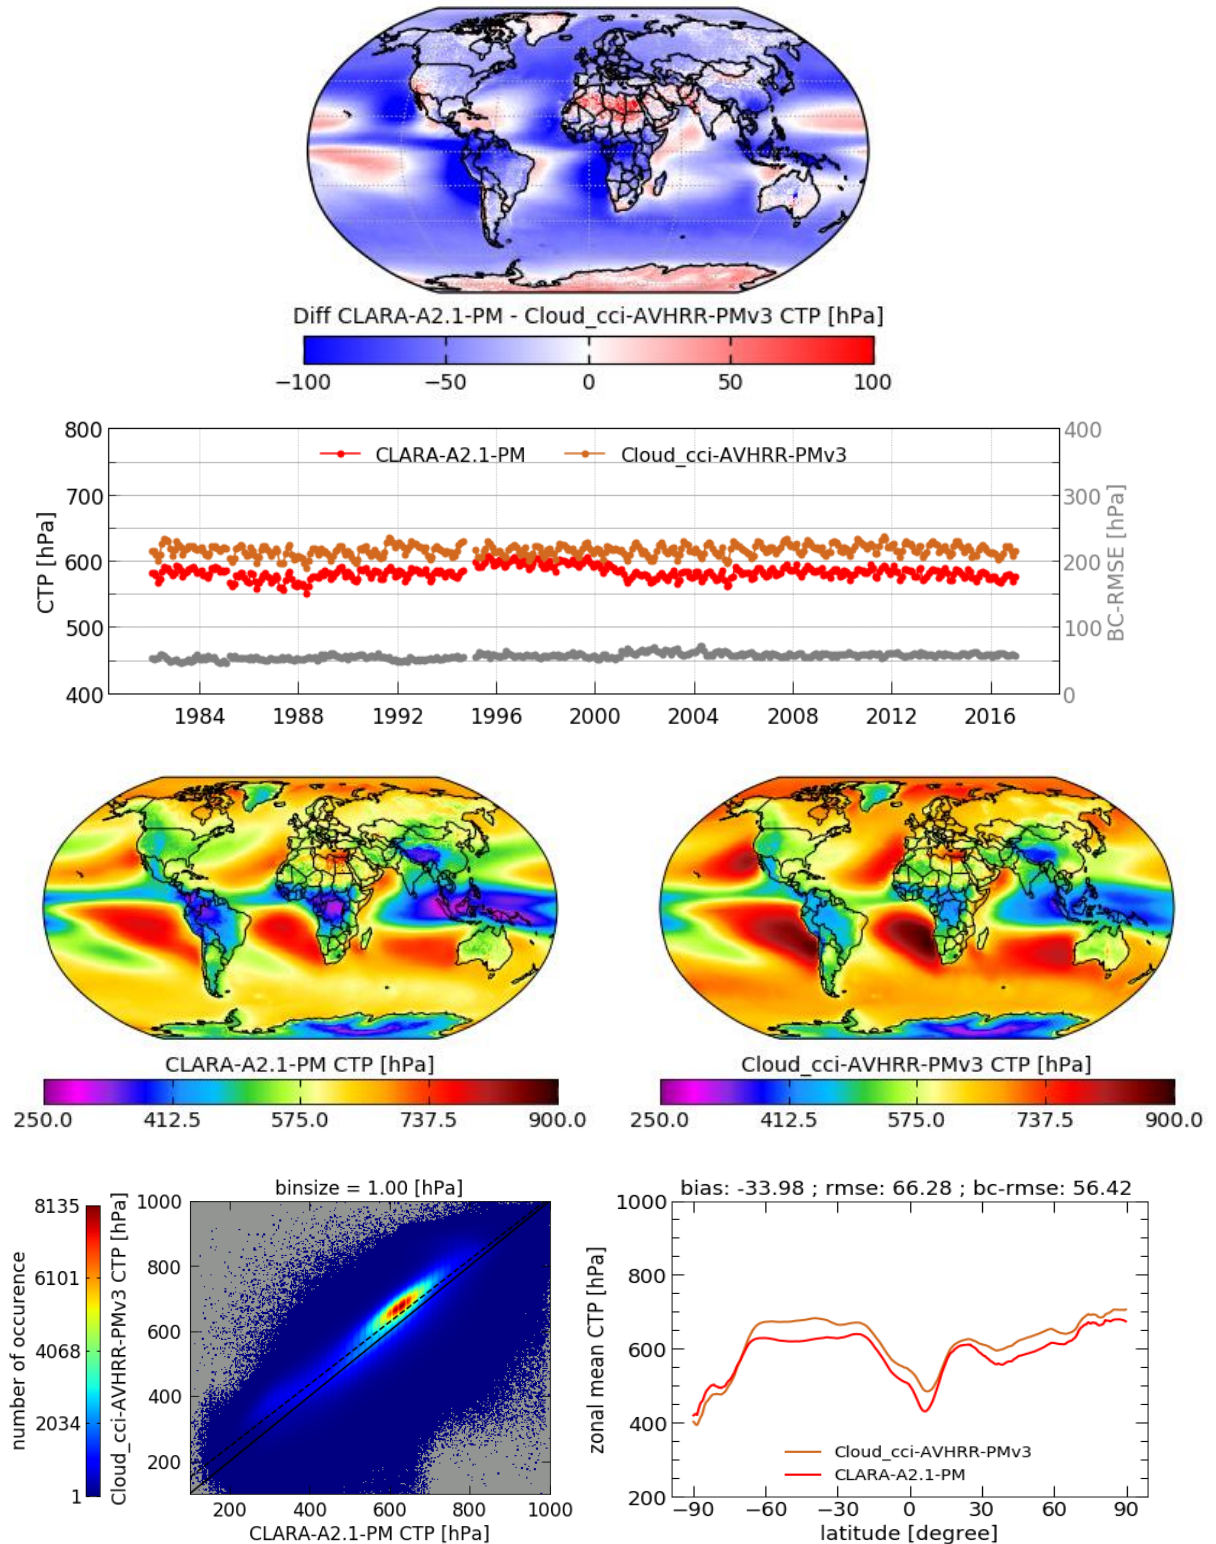 Diff CLARA-A2.1-PM - Cloud_cci-AVHRR-PMv3 CTP [hPa]
−100 −50 0 50 100
CLARA-A2.1-PM Cloud_cci-AVHRR-PMv3
CTP [hPa]
800
700
600
500
400
BC-RMSE [hPa]
400
300
200
100
0
1984 1988 1992 1996 2000 2004 2008 2012 2016
CLARA-A2.1-PM CTP [hPa]
250.0 412.5 575.0 737.5 900.0
Cloud_cci-AVHRR-PMv3 CTP [hPa]
250.0 412.5 575.0 737.5 900.0
number of occurence
8135
6101
4068
2034
1
binsize = 1.00 [hPa]
Cloud_cci-AVHRR-PMv3 CTP [hPa]
1000
800
600
400
200
200 400 600 800 1000
CLARA-A2.1-PM CTP [hPa]
bias: -33.98 ; rmse: 66.28 ; bc-rmse: 56.42
zonal mean CTP [hPa]
1000
800
600
400
200
Cloud_cci-AVHRR-PMv3
CLARA-A2.1-PM
−90 −60 −30 0 30 60 90
latitude [degree]